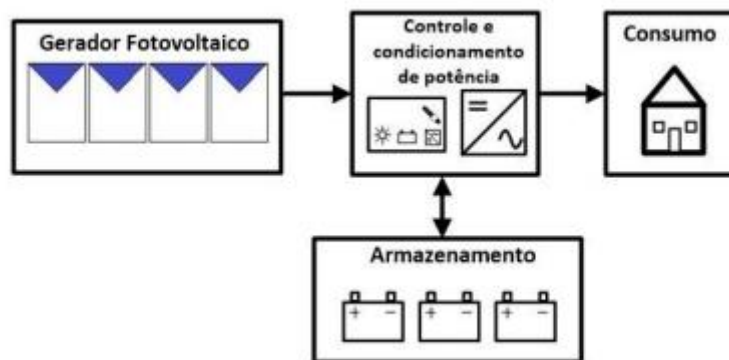 Gerador Fotovoltaico
Controle e
condicionamento
de potência
Consumo
Armazenamento
+ − + − + −